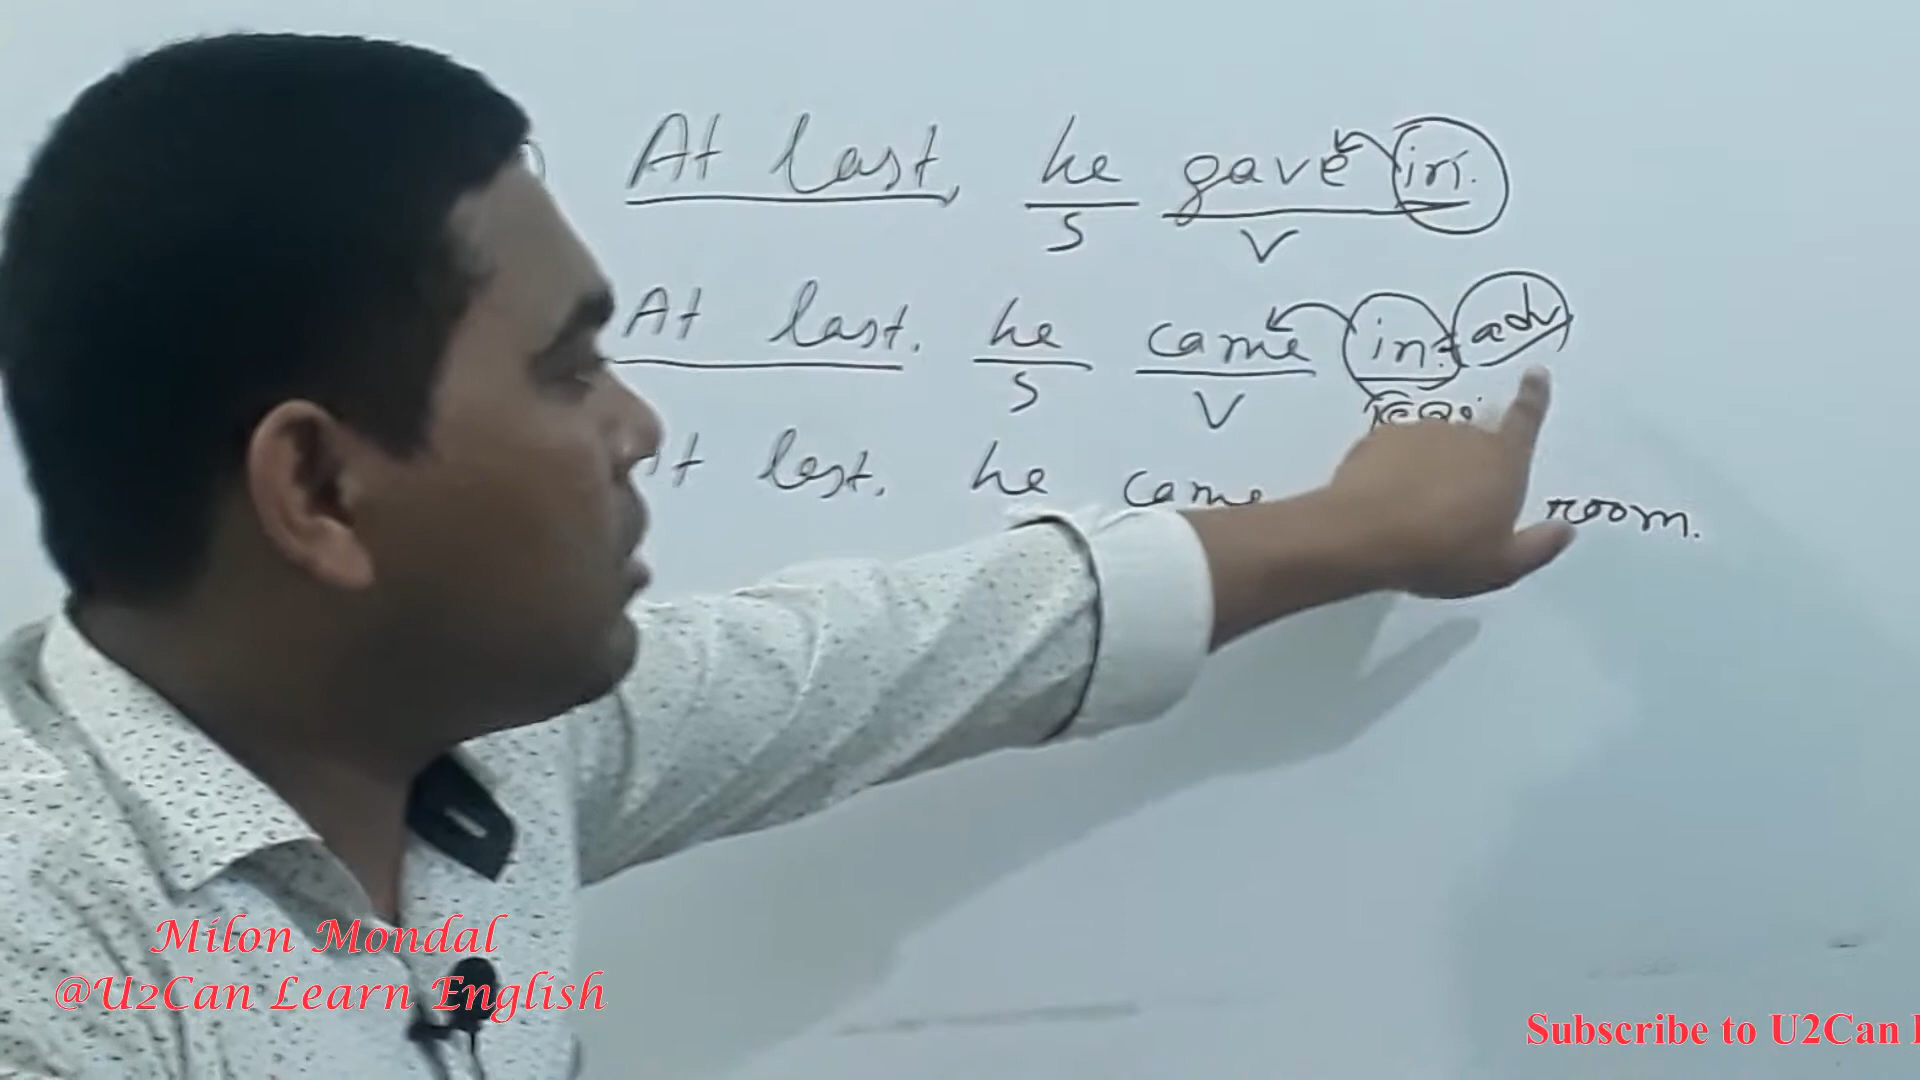 At last, he gave in.
S V
At last. he came in. adv
S V
At last. he came room.
Milon Mondal
@U2Can Learn English
Subscribe to U2Can